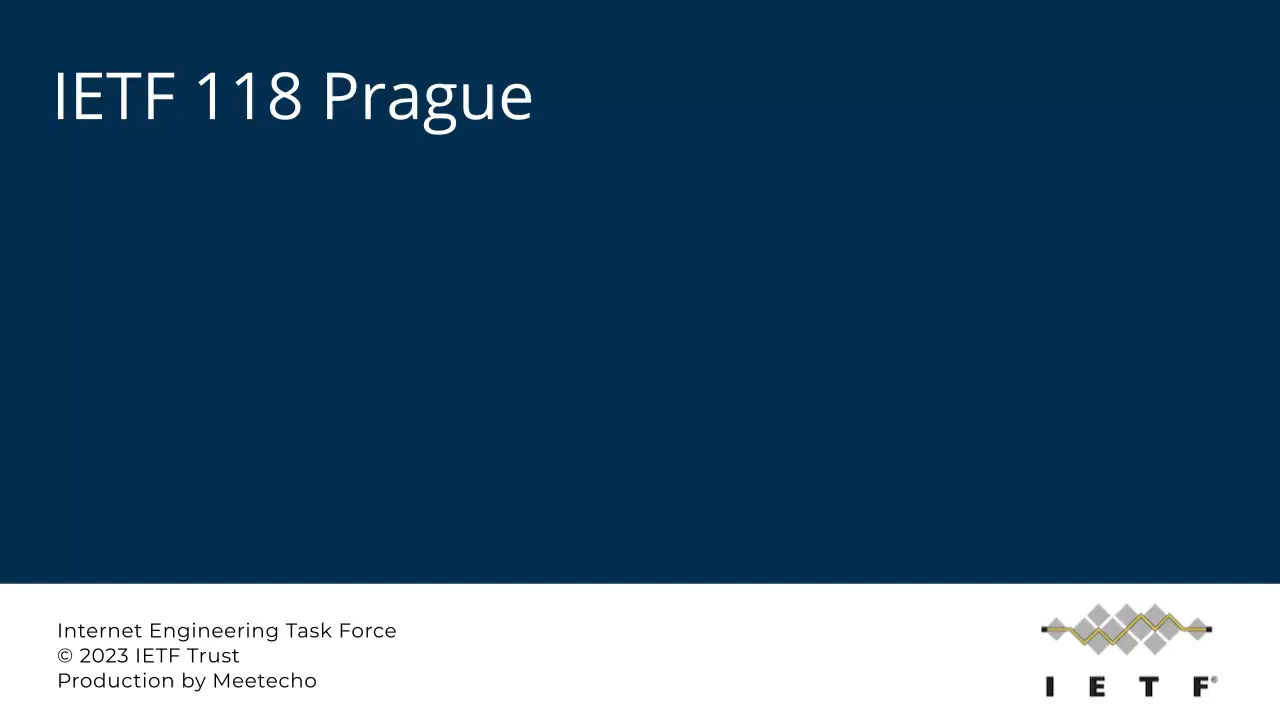 IETF 118 Prague
Internet Engineering Task Force
© 2023 IETF Trust
Production by Meetecho
I E T F®